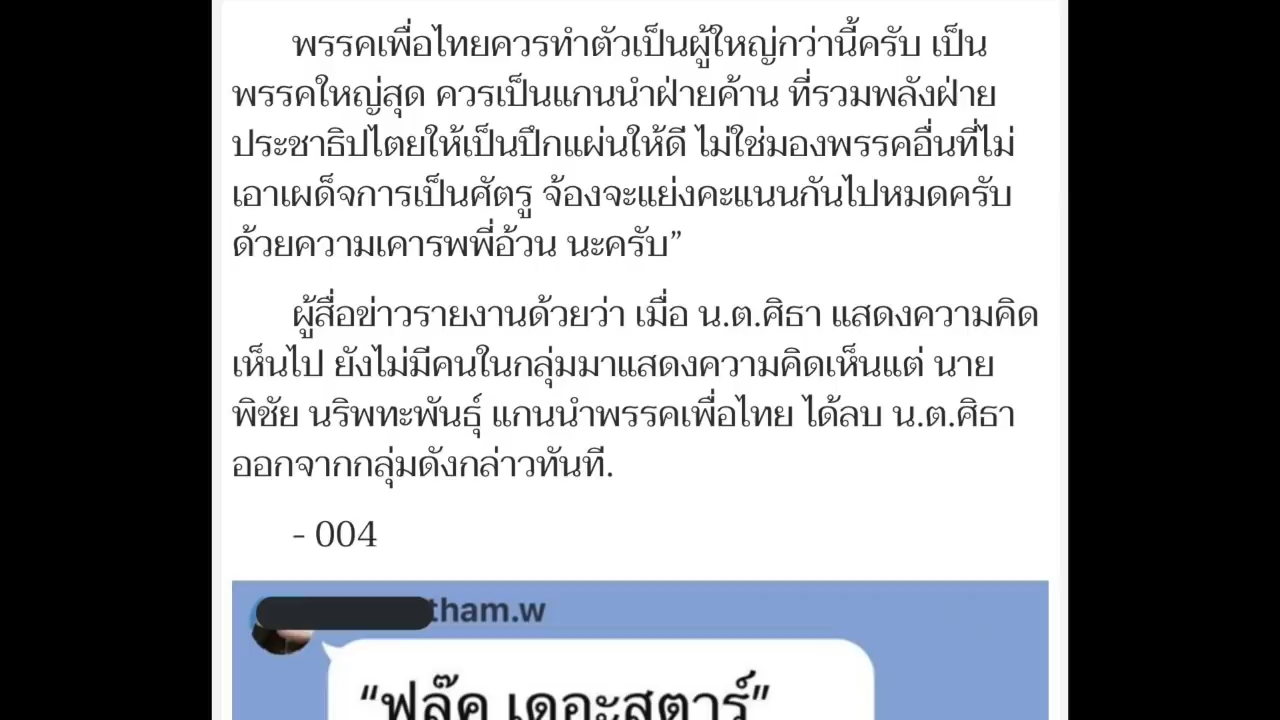 พรรคเพื่อไทยควรทำตัวเป็นผู้ใหญ่กว่านี้ครับ เป็น
พรรคใหญ่สุด ควรเป็นแกนนำฝ่ายค้าน ที่รวมพลังฝ่าย
ประชาธิปไตยให้เป็นปึกแผ่นให้ดี ไม่ใช่มองพรรคอื่นที่ไม่
เอาเผด็จการเป็นศัตรู จ้องจะแย่งคะแนนกันไปหมดครับ
ด้วยความเคารพพี่อ้วน นะครับ”
ผู้สื่อข่าวรายงานด้วยว่า เมื่อ น.ต.ศิธา แสดงความคิด
เห็นไป ยังไม่มีคนในกลุ่มมาแสดงความคิดเห็นแต่ นาย
พิชัย นริพทะพันธุ์ แกนนำพรรคเพื่อไทย ได้ลบ น.ต.ศิธา
ออกจากกลุ่มดังกล่าวทันที.
- 004
tham.w
“ฟลุ๊ค เดอะสตาร์”